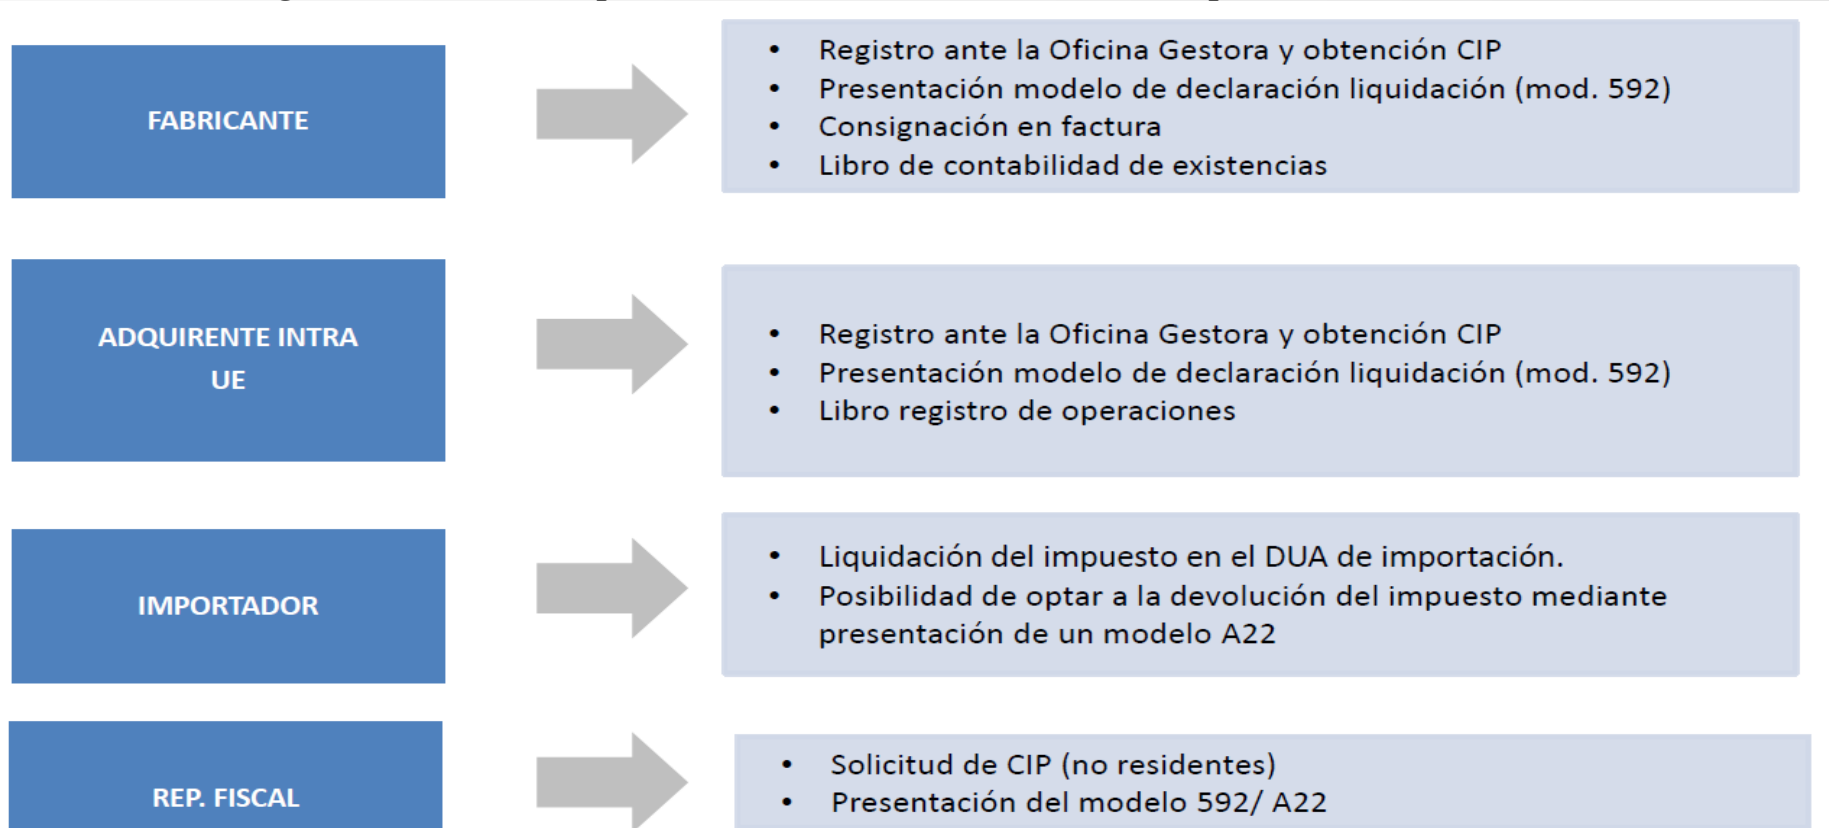 FABRICANTE
• Registro ante la Oficina Gestora y obtención CIP
• Presentación modelo de declaración liquidación (mod. 592)
• Consignación en factura
• Libro de contabilidad de existencias
ADQUIRENTE INTRA
UE
• Registro ante la Oficina Gestora y obtención CIP
• Presentación modelo de declaración liquidación (mod. 592)
• Libro registro de operaciones
IMPORTADOR
• Liquidación del impuesto en el DUA de importación.
• Posibilidad de optar a la devolución del impuesto mediante
presentación de un modelo A22
REP. FISCAL
• Solicitud de CIP (no residentes)
• Presentación del modelo 592/ A22